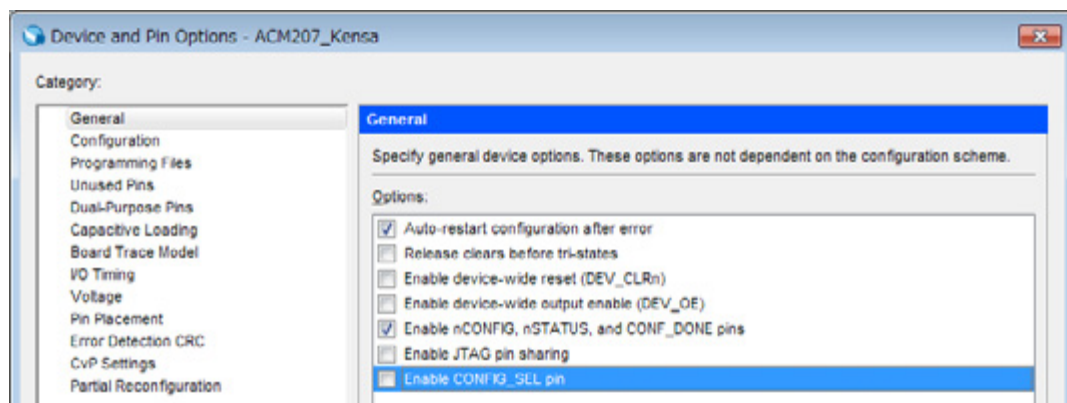 Device and Pin Options - ACM207_Kensa
Category:
General
Configuration
Programming Files
Unused Pins
Dual-Purpose Pins
Capacitive Loading
Board Trace Model
I/O Timing
Voltage
Pin Placement
Error Detection CRC
CvP Settings
Partial Reconfiguration
General
Specify general device options. These options are not dependent on the configuration scheme.
Options:
Auto-restart configuration after error
Release clears before tri-states
Enable device-wide reset (DEV_CLRn)
Enable device-wide output enable (DEV_OE)
Enable nCONFIG, nSTATUS, and CONF_DONE pins
Enable JTAG pin sharing
Enable CONFIG_SEL pin